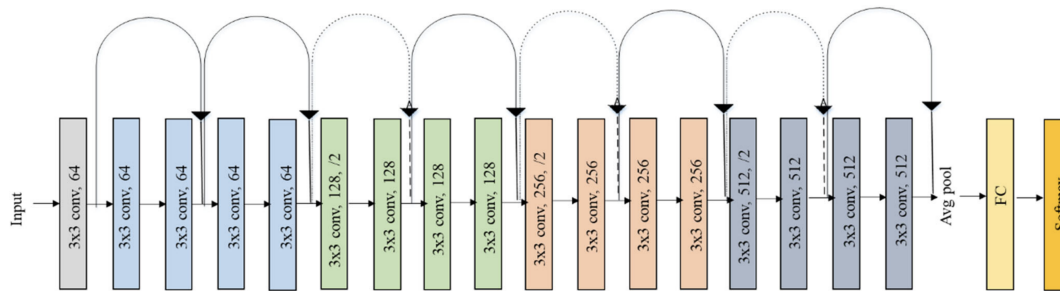 Input
3x3 conv, 64
3x3 conv, 64
3x3 conv, 64
3x3 conv, 64
3x3 conv, 64
3x3 conv, 128, /2
3x3 conv, 128
3x3 conv, 128
3x3 conv, 128
3x3 conv, 256, /2
3x3 conv, 256
3x3 conv, 256
3x3 conv, 256
3x3 conv, 512, /2
3x3 conv, 512
3x3 conv, 512
3x3 conv, 512
Avg pool
FC